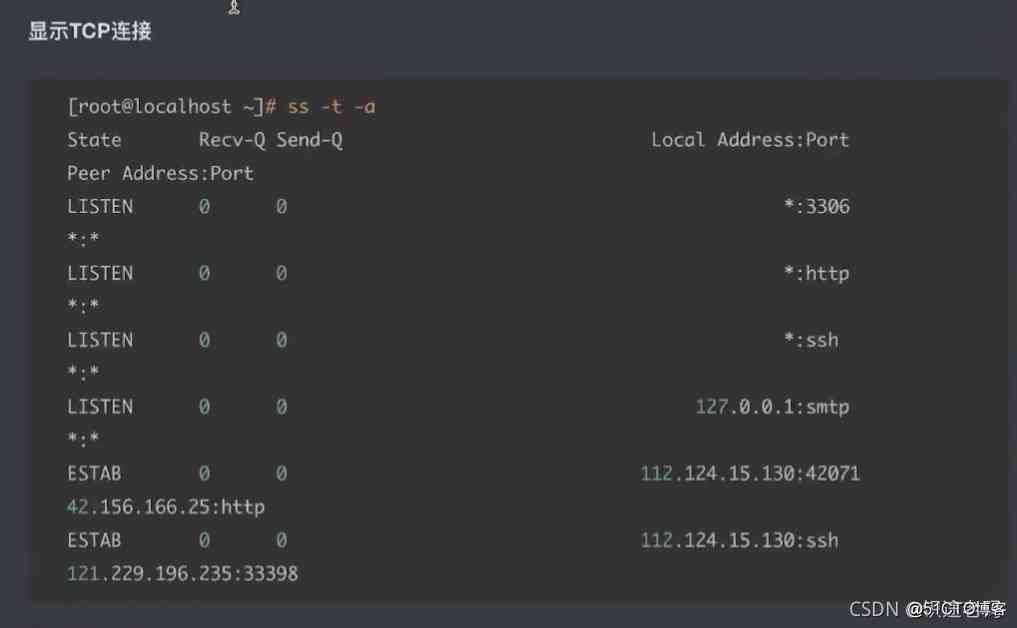 显示TCP连接
[root@localhost ~]# ss -t -a
State Recv-Q Send-Q Local Address:Port
Peer Address:Port
LISTEN 0 0 *:3306
*:*
LISTEN 0 0 *:http
*:*
LISTEN 0 0 *:ssh
*:*
LISTEN 0 0 127.0.0.1:smtp
*:*
ESTAB 0 0 112.124.15.130:42071
42.156.166.25:http
ESTAB 0 0 112.124.15.130:ssh
121.229.196.235:33398
CSDN @51CTO博客